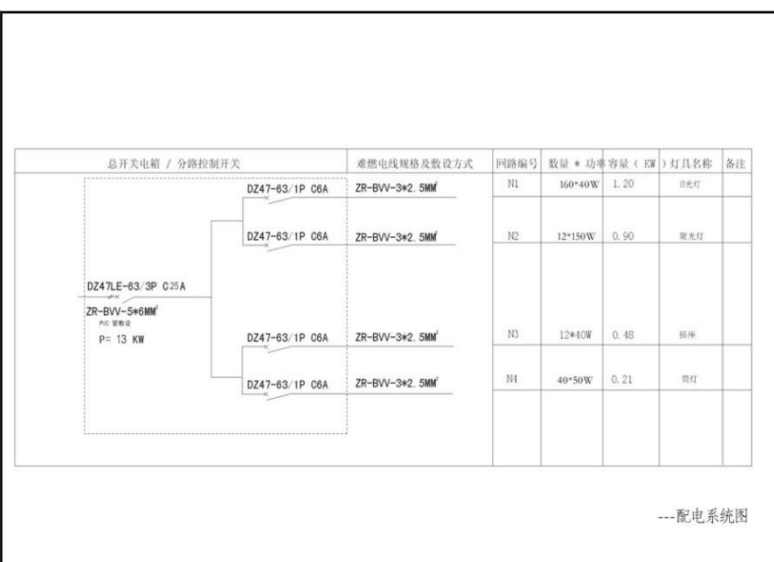 总开关电箱 / 分路控制开关 难燃电线规格及敷设方式 回路编号 数量 * 功率 容量（ KW ）灯具名称 备注
DZ47-63/1P C6A ZR-BVV-3*2.5MM² N1 160*40W 1.20 日光灯
DZ47-63/1P C6A ZR-BVV-3*2.5MM² N2 12*150W 0.90 聚光灯
DZ47LE-63/3P C25A
ZR-BVV-5*6MM²
PVC 管敷设
P= 13 KW
DZ47-63/1P C6A ZR-BVV-3*2.5MM² N3 12*40W 0.48 插座
DZ47-63/1P C6A ZR-BVV-3*2.5MM² N4 40*50W 0.21 筒灯
---配电系统图